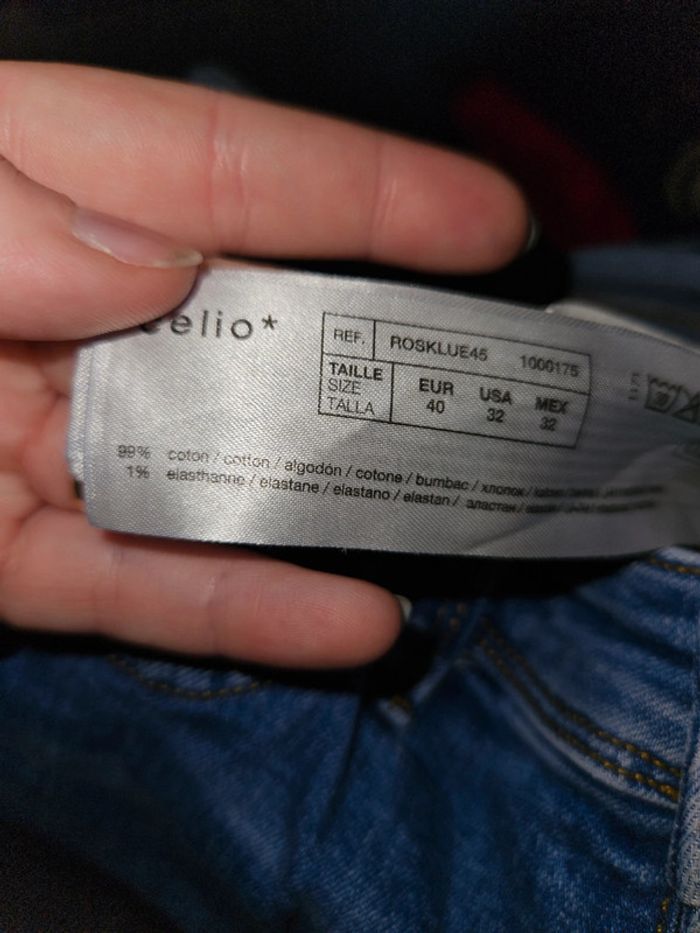 celio*
REF. ROSKLUE45 1000175
TAILLE EUR USA MEX
SIZE 40 32 32
TALLA
99% coton / cotton / algodón / cotone / bumbac / хлопок /
1% elasthanne / elastane / elastano / elastan / эластан /